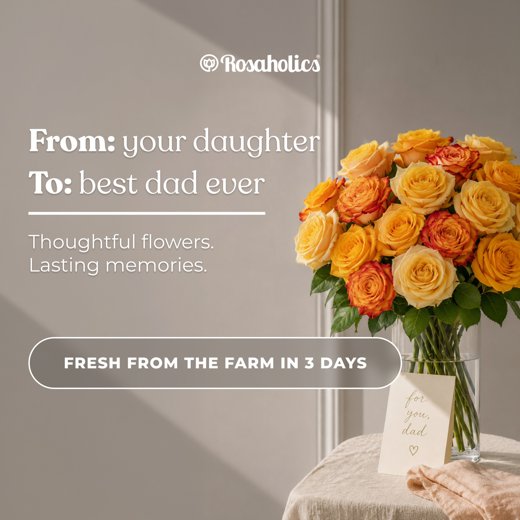 Rosaholics
From: your daughter
To: best dad ever
Thoughtful flowers.
Lasting memories.
FRESH FROM THE FARM IN 3 DAYS
for
you,
dad